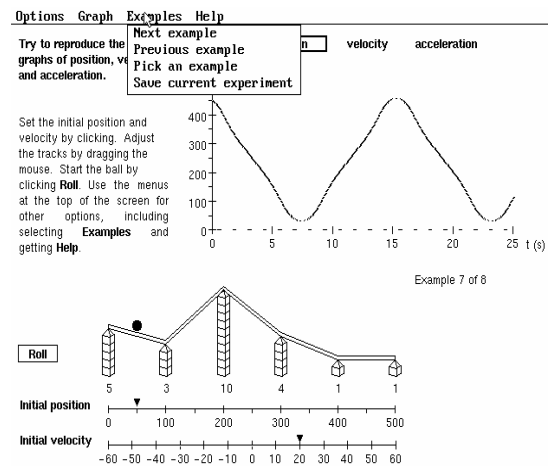 Options Graph Examples Help
Next example
Previous example
Pick an example
Save current experiment
Try to reproduce the
graphs of position, ve
and acceleration.
n velocity acceleration
Set the initial position and
velocity by clicking. Adjust
the tracks by dragging the
mouse. Start the ball by
clicking Roll. Use the menus
at the top of the screen for
other options, including
selecting Examples and
getting Help.
400
300
200
100
0
0 5 10 15 20 25 t (s)
Example 7 of 8
Roll
5 3 10 4 1 1
Initial position
0 100 200 300 400 500
Initial velocity
-60 -50 -40 -30 -20 -10 0 10 20 30 40 50 60